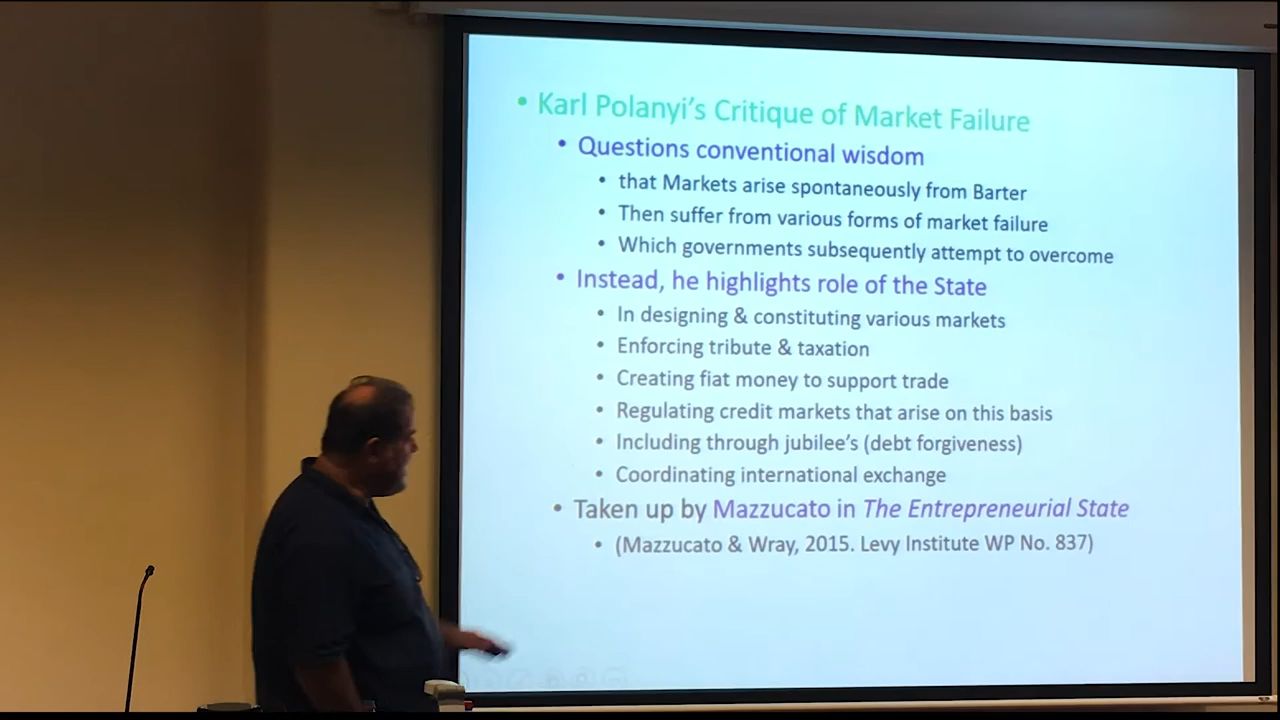 • Karl Polanyi's Critique of Market Failure
• Questions conventional wisdom
• that Markets arise spontaneously from Barter
• Then suffer from various forms of market failure
• Which governments subsequently attempt to overcome
• Instead, he highlights role of the State
• In designing & constituting various markets
• Enforcing tribute & taxation
• Creating fiat money to support trade
• Regulating credit markets that arise on this basis
• Including through jubilee's (debt forgiveness)
• Coordinating international exchange
• Taken up by Mazzucato in The Entrepreneurial State
• (Mazzucato & Wray, 2015. Levy Institute WP No. 837)